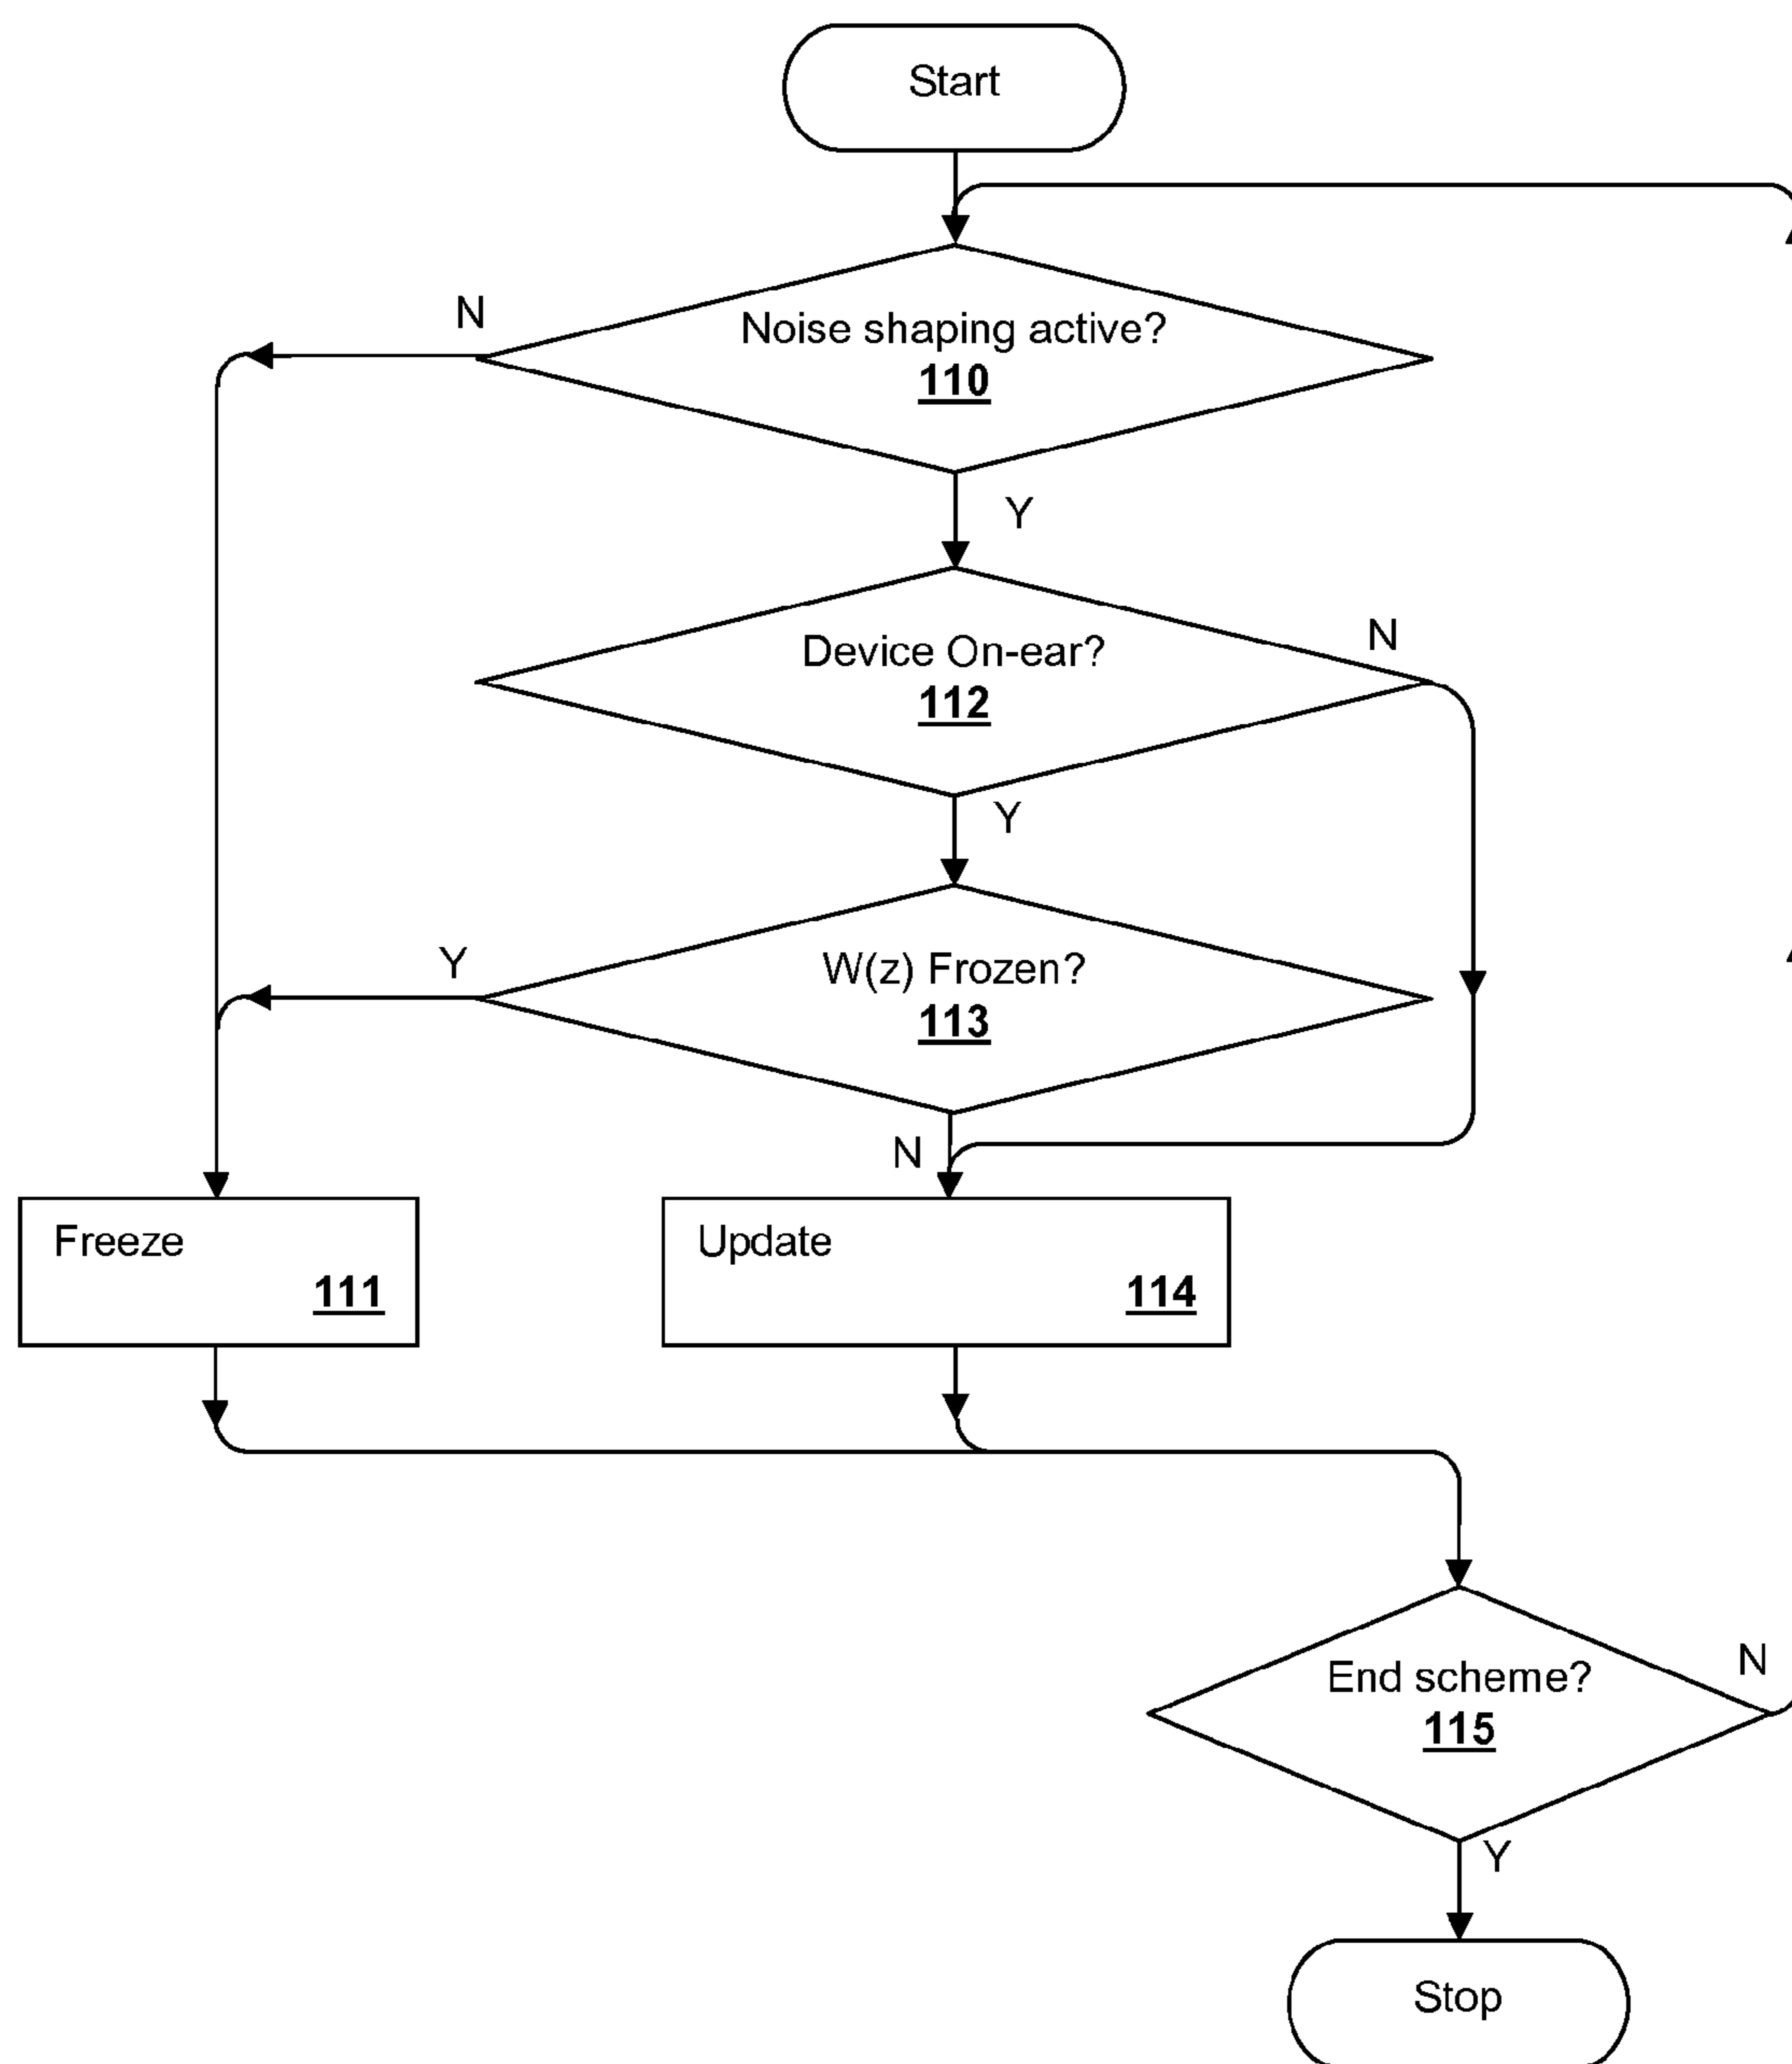 Start
N
Noise shaping active?
110
Y
N
Device On-ear?
112
Y
Y
W(z) Frozen?
113
N
Freeze
111
Update
114
N
End scheme?
115
Y
Stop